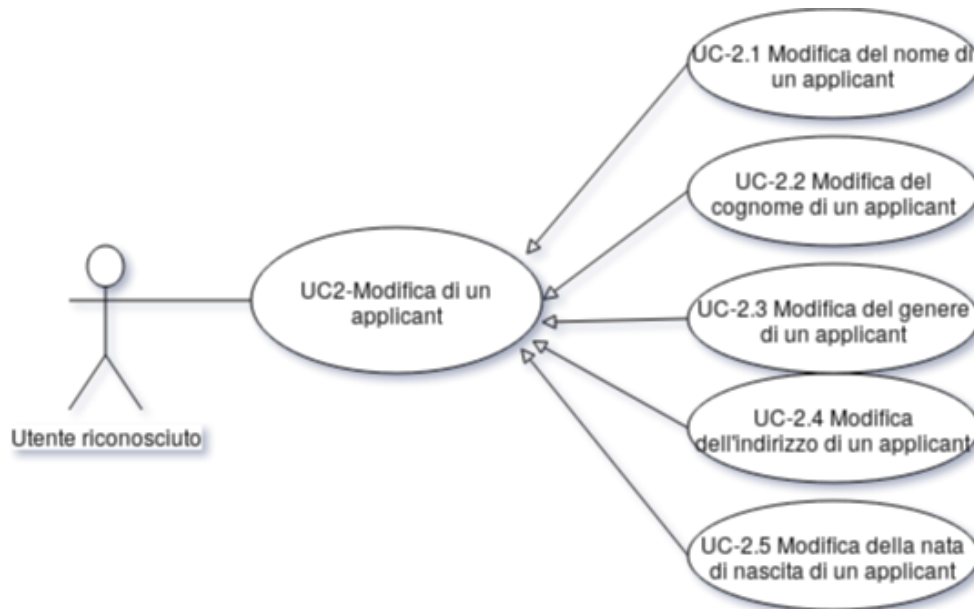 UC-2.1 Modifica del nome di
un applicant
UC-2.2 Modifica del
cognome di un applicant
UC2-Modifica di un
applicant
UC-2.3 Modifica del genere
di un applicant
UC-2.4 Modifica
dell'indirizzo di un applicant
Utente riconosciuto
UC-2.5 Modifica della nata
di nascita di un applicant